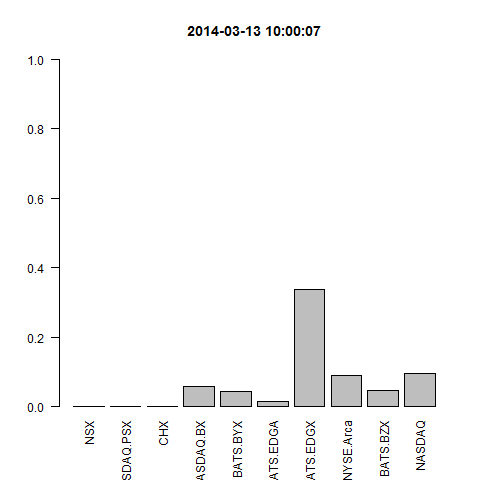 2014-03-13 10:00:07
1.0
0.8
0.6
0.4
0.2
0.0
NSX
SDAQ.PSX
CHX
ASDAQ.BX
BATS.BYX
ATS.EDGA
ATS.EDGX
NYSE.Arca
BATS.BZX
NASDAQ